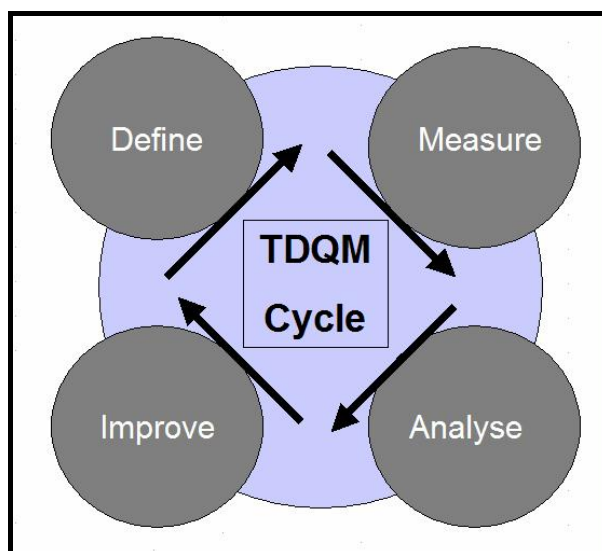 Define
Measure
TDQM
Cycle
Improve
Analyse